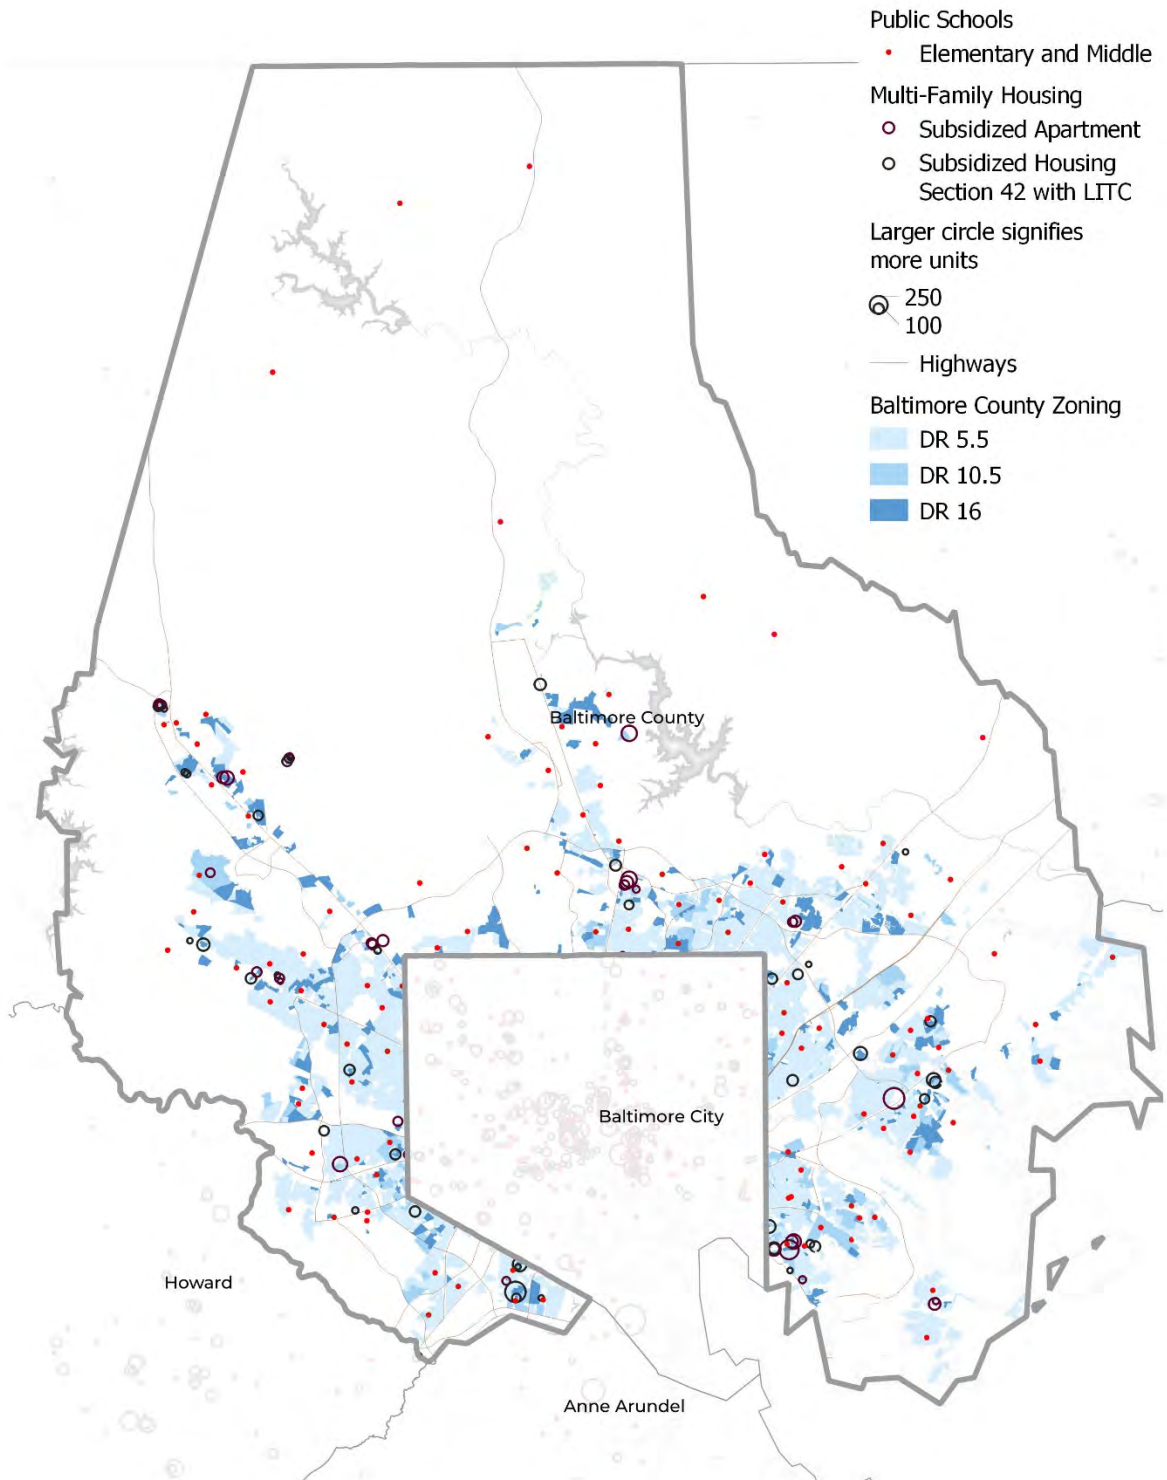 Public Schools
Elementary and Middle
Multi-Family Housing
Subsidized Apartment
Subsidized Housing
Section 42 with LITC
Larger circle signifies
more units
250
100
Highways
Baltimore County Zoning
DR 5.5
DR 10.5
DR 16
Baltimore County
Baltimore City
Howard
Anne Arundel